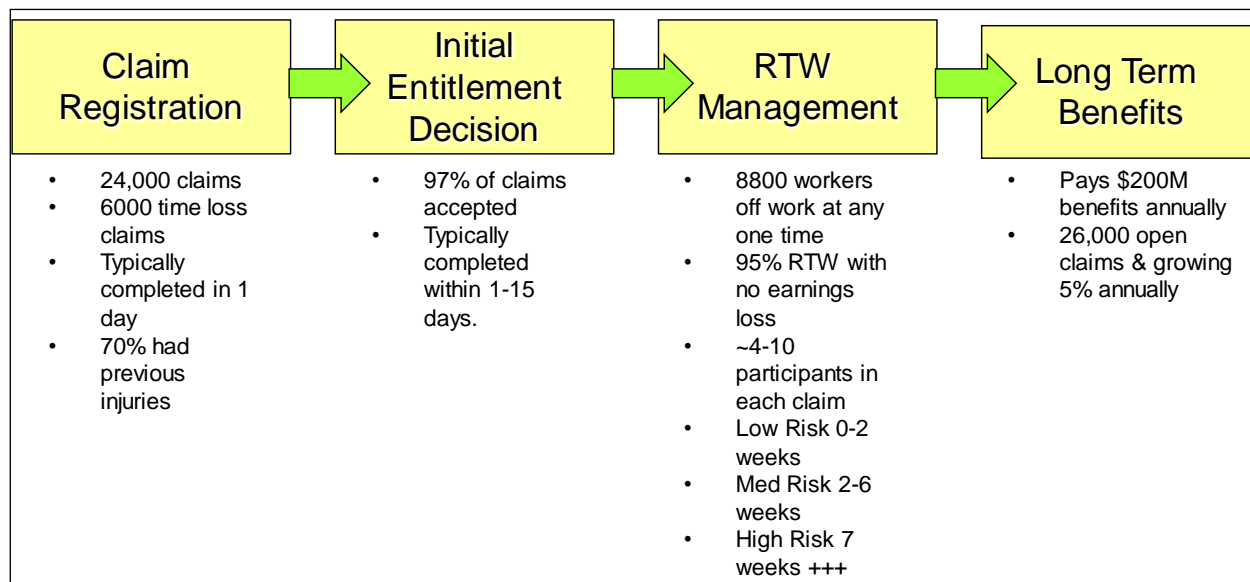 Claim
Registration
Initial
Entitlement
Decision
RTW
Management
Long Term
Benefits
• 24,000 claims
• 6000 time loss
claims
• Typically
completed in 1
day
• 70% had
previous
injuries
• 97% of claims
accepted
• Typically
completed
within 1-15
days.
• 8800 workers
off work at any
one time
• 95% RTW with
no earnings
loss
• ~4-10
participants in
each claim
• Low Risk 0-2
weeks
• Med Risk 2-6
weeks
• High Risk 7
weeks +++
• Pays $200M
benefits annually
• 26,000 open
claims & growing
5% annually